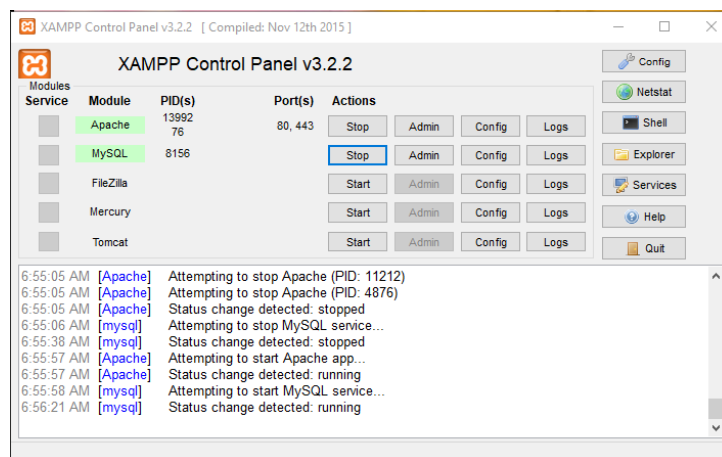 XAMPP Control Panel v3.2.2 [ Compiled: Nov 12th 2015 ]
XAMPP Control Panel v3.2.2
Config
Modules
Service Module PID(s) Port(s) Actions
Netstat
Apache 13992 76 80, 443 Stop Admin Config Logs
Shell
MySQL 8156 Stop Admin Config Logs
Explorer
FileZilla Start Admin Config Logs
Services
Mercury Start Admin Config Logs
Help
Tomcat Start Admin Config Logs
Quit
6:55:05 AM [Apache] Attempting to stop Apache (PID: 11212)
6:55:05 AM [Apache] Attempting to stop Apache (PID: 4876)
6:55:05 AM [Apache] Status change detected: stopped
6:55:06 AM [mysql] Attempting to stop MySQL service...
6:55:38 AM [mysql] Status change detected: stopped
6:55:57 AM [Apache] Attempting to start Apache app...
6:55:57 AM [Apache] Status change detected: running
6:55:58 AM [mysql] Attempting to start MySQL service...
6:56:21 AM [mysql] Status change detected: running